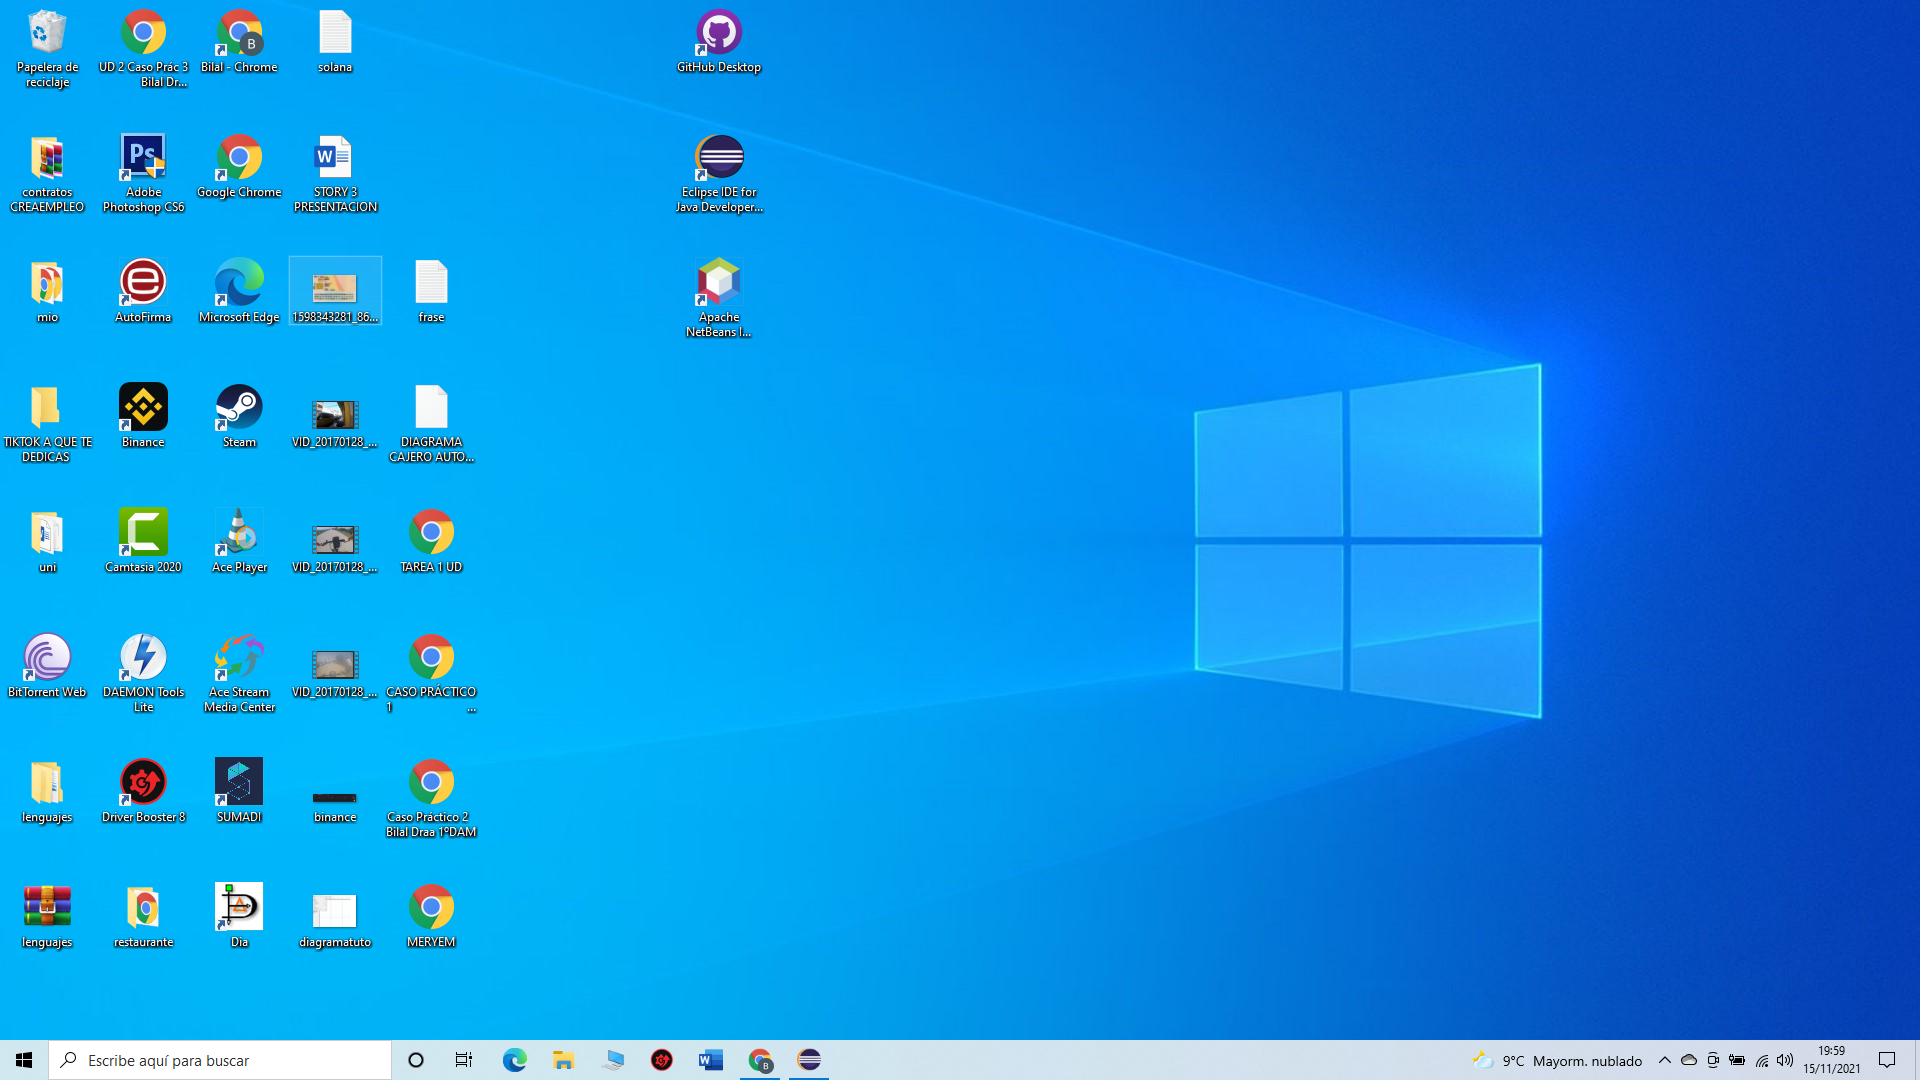 Papelera de
reciclaje
UD 2 Caso Prác 3
Bilal Dr...
Bilal - Chrome
solana
GitHub Desktop
contratos
CREAEMPLEO
Ps
Adobe
Photoshop CS6
Google Chrome
W
STORY 3
PRESENTACION
Eclipse IDE for
Java Developer...
mio
AutoFirma
Microsoft Edge
1598343281_86...
frase
Apache
NetBeans I...
TIKTOK A QUE TE
DEDICAS
Binance
Steam
VID_20170128_...
DIAGRAMA
CAJERO AUTO...
uni
Camtasia 2020
Ace Player
VID_20170128_...
TAREA 1 UD
BitTorrent Web
DAEMON Tools
Lite
Ace Stream
Media Center
VID_20170128_...
CASO PRÁCTICO
1 ...
lenguajes
Driver Booster 8
SUMADI
binance
Caso Práctico 2
Bilal Draa 1ºDAM
lenguajes
restaurante
Dia
diagramatuto
MERYEM
Escribe aquí para buscar
9°C Mayorm. nublado
19:59
15/11/2021